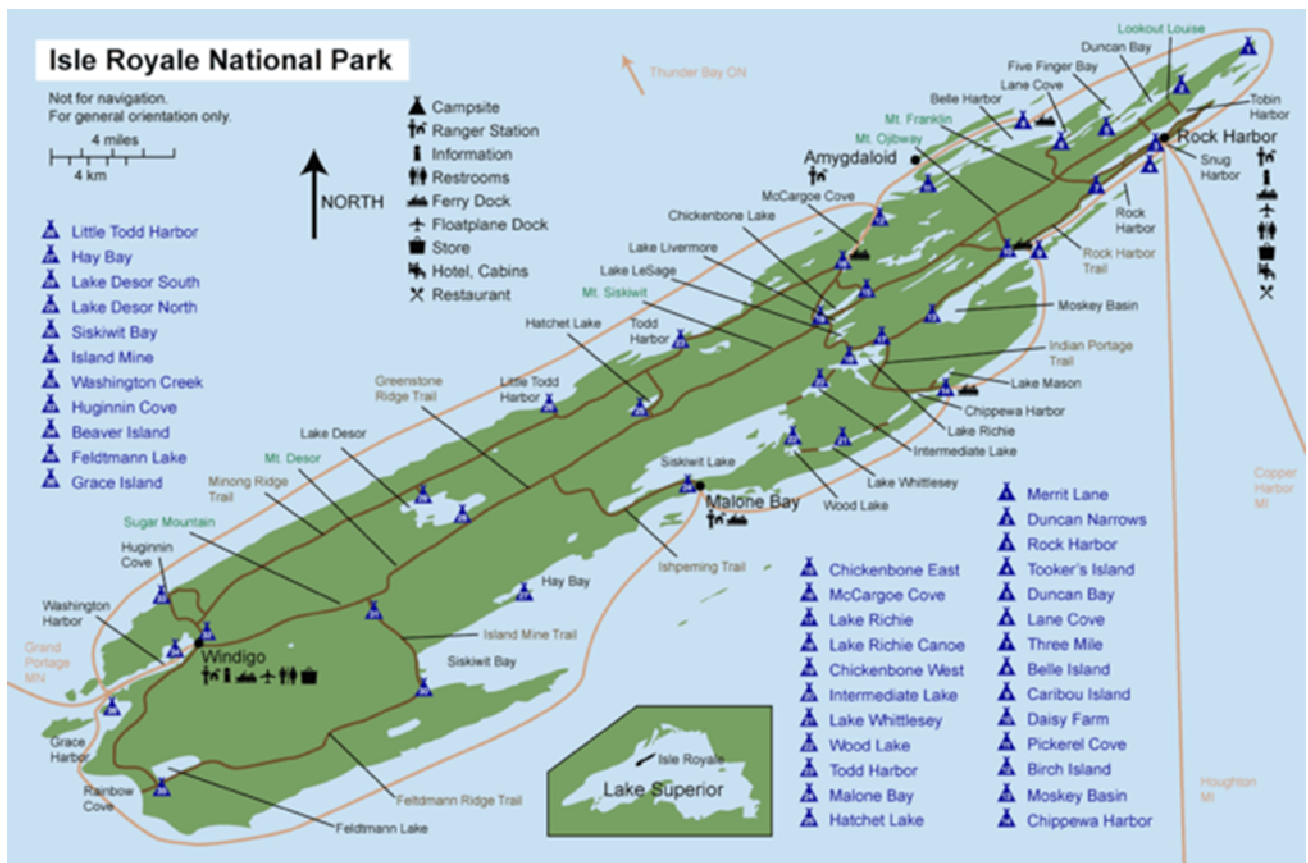 Isle Royale National Park
Not for navigation.
For general orientation only.
4 miles
4 km
NORTH
Campsite
Ranger Station
Information
Restrooms
Ferry Dock
Floatplane Dock
Store
Hotel, Cabins
Restaurant
Thunder Bay ON
Lookout Louise
Duncan Bay
Five Finger Bay
Lane Cove
Belle Harbor
Mt. Franklin
Mt. Ojibway
Amygdaloid
McCargoe Cove
Chickenbone Lake
Lake Livermore
Lake LeSage
Mt. Siskiwit
Hatchet Lake
Todd
Harbor
Tobin
Harbor
Rock Harbor
Snug
Harbor
Rock
Harbor
Rock Harbor
Trail
Moskey Basin
Indian Portage
Trail
Lake Mason
Chippewa Harbor
Lake Richie
Intermediate Lake
Lake Whittlesey
Wood Lake
Siskiwit Lake
Malone Bay
Ishpeming Trail
Greenstone
Ridge Trail
Little Todd
Harbor
Lake Desor
Mt. Desor
Minong Ridge
Trail
Sugar Mountain
Huginnin
Cove
Washington
Harbor
Grand
Portage
MN
Windigo
Hay Bay
Island Mine Trail
Siskiwit Bay
Grace
Harbor
Rainbow
Cove
Feldtmann Ridge Trail
Feldtmann Lake
Isle Royale
Lake Superior
Copper
Harbor
MI
Houghton
MI
Little Todd Harbor
Hay Bay
Lake Desor South
Lake Desor North
Siskiwit Bay
Island Mine
Washington Creek
Huginnin Cove
Beaver Island
Feldtmann Lake
Grace Island
Chickenbone East
McCargoe Cove
Lake Richie
Lake Richie Canoe
Chickenbone West
Intermediate Lake
Lake Whittlesey
Wood Lake
Todd Harbor
Malone Bay
Hatchet Lake
Merrit Lane
Duncan Narrows
Rock Harbor
Tooker's Island
Duncan Bay
Lane Cove
Three Mile
Belle Island
Caribou Island
Daisy Farm
Pickerel Cove
Birch Island
Moskey Basin
Chippewa Harbor